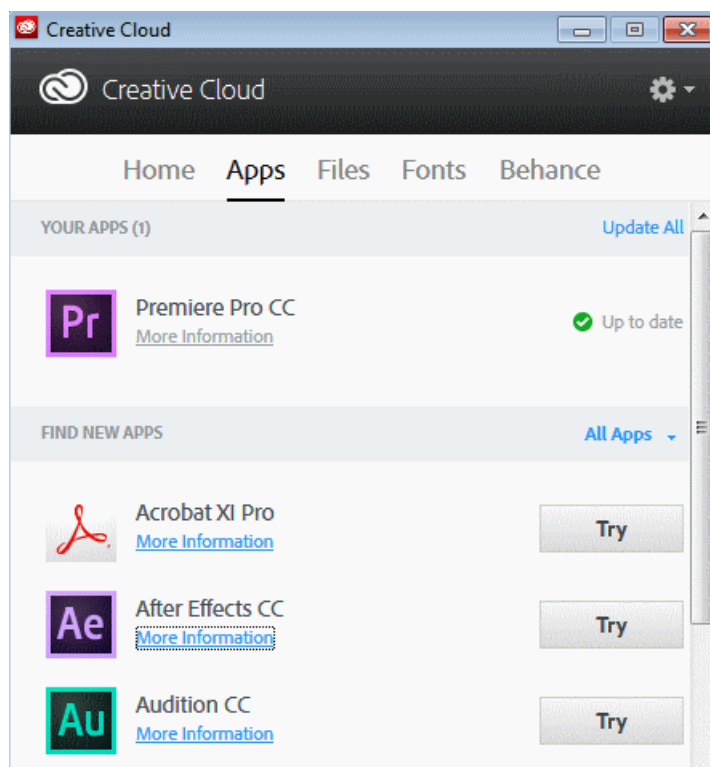 Creative Cloud
Creative Cloud
Home Apps Files Fonts Behance
YOUR APPS (1) Update All
Pr Premiere Pro CC
More Information
Up to date
FIND NEW APPS All Apps
Acrobat XI Pro
More Information
Try
Ae After Effects CC
More Information
Try
Au Audition CC
More Information
Try